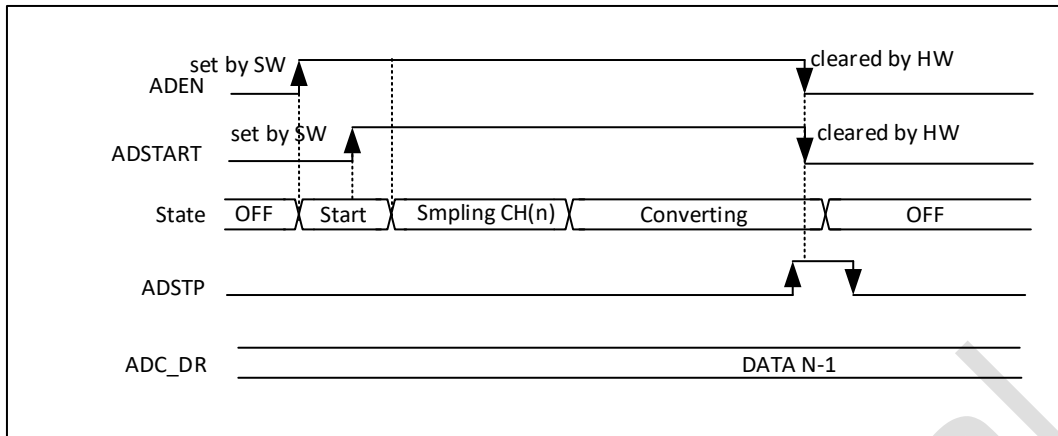 set by SW
cleared by HW
ADEN
set by SW
cleared by HW
ADSTART
State OFF Start Smpling CH(n) Converting OFF
ADSTP
ADC_DR DATA N-1